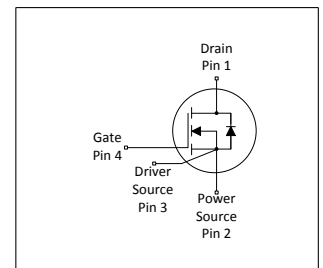 Drain
Pin 1
Gate
Pin 4
Driver
Source
Pin 3
Power
Source
Pin 2